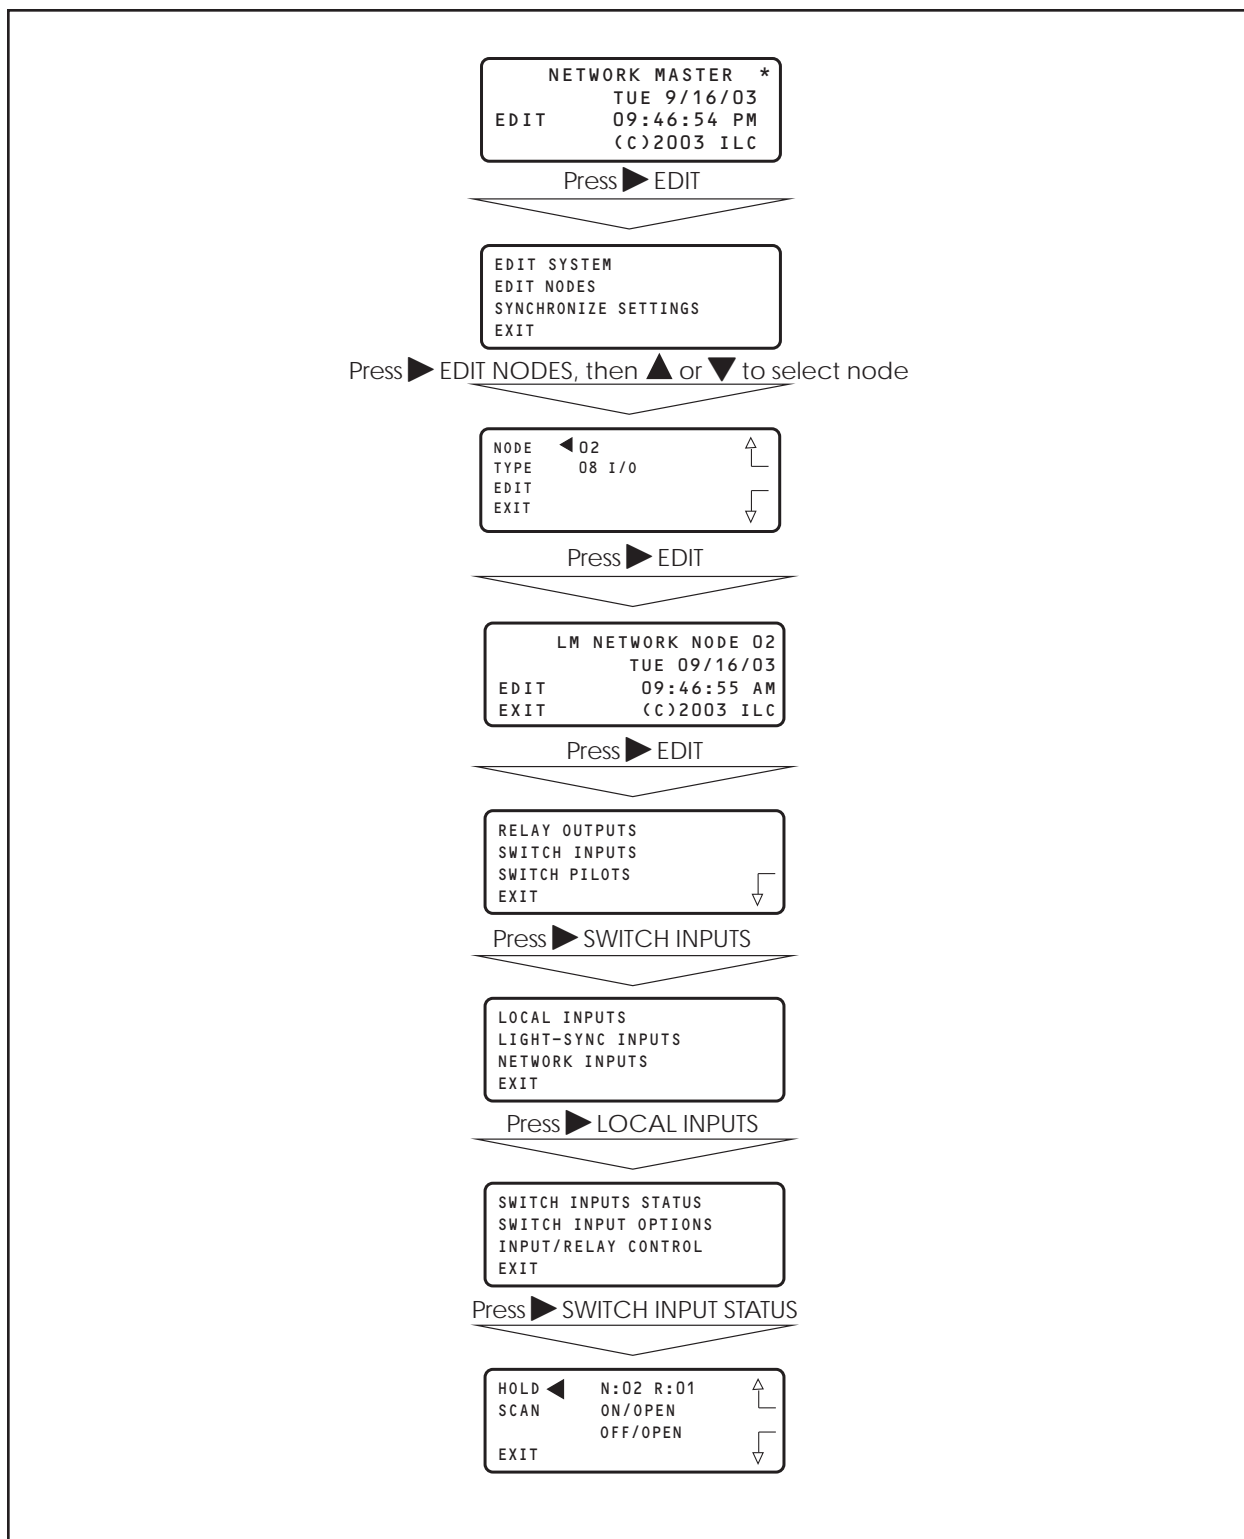 NETWORK MASTER *
TUE 9/16/03
EDIT 09:46:54 PM
(C)2003 ILC
Press ▶ EDIT
EDIT SYSTEM
EDIT NODES
SYNCHRONIZE SETTINGS
EXIT
Press ▶ EDIT NODES, then ▲ or ▼ to select node
NODE ◀ 02
TYPE 08 I/O
EDIT
EXIT
Press ▶ EDIT
LM NETWORK NODE 02
TUE 09/16/03
EDIT 09:46:55 AM
EXIT (C)2003 ILC
Press ▶ EDIT
RELAY OUTPUTS
SWITCH INPUTS
SWITCH PILOTS
EXIT
Press ▶ SWITCH INPUTS
LOCAL INPUTS
LIGHT-SYNC INPUTS
NETWORK INPUTS
EXIT
Press ▶ LOCAL INPUTS
SWITCH INPUTS STATUS
SWITCH INPUT OPTIONS
INPUT/RELAY CONTROL
EXIT
Press ▶ SWITCH INPUT STATUS
HOLD ◀ N:02 R:01
SCAN ON/OPEN
OFF/OPEN
EXIT